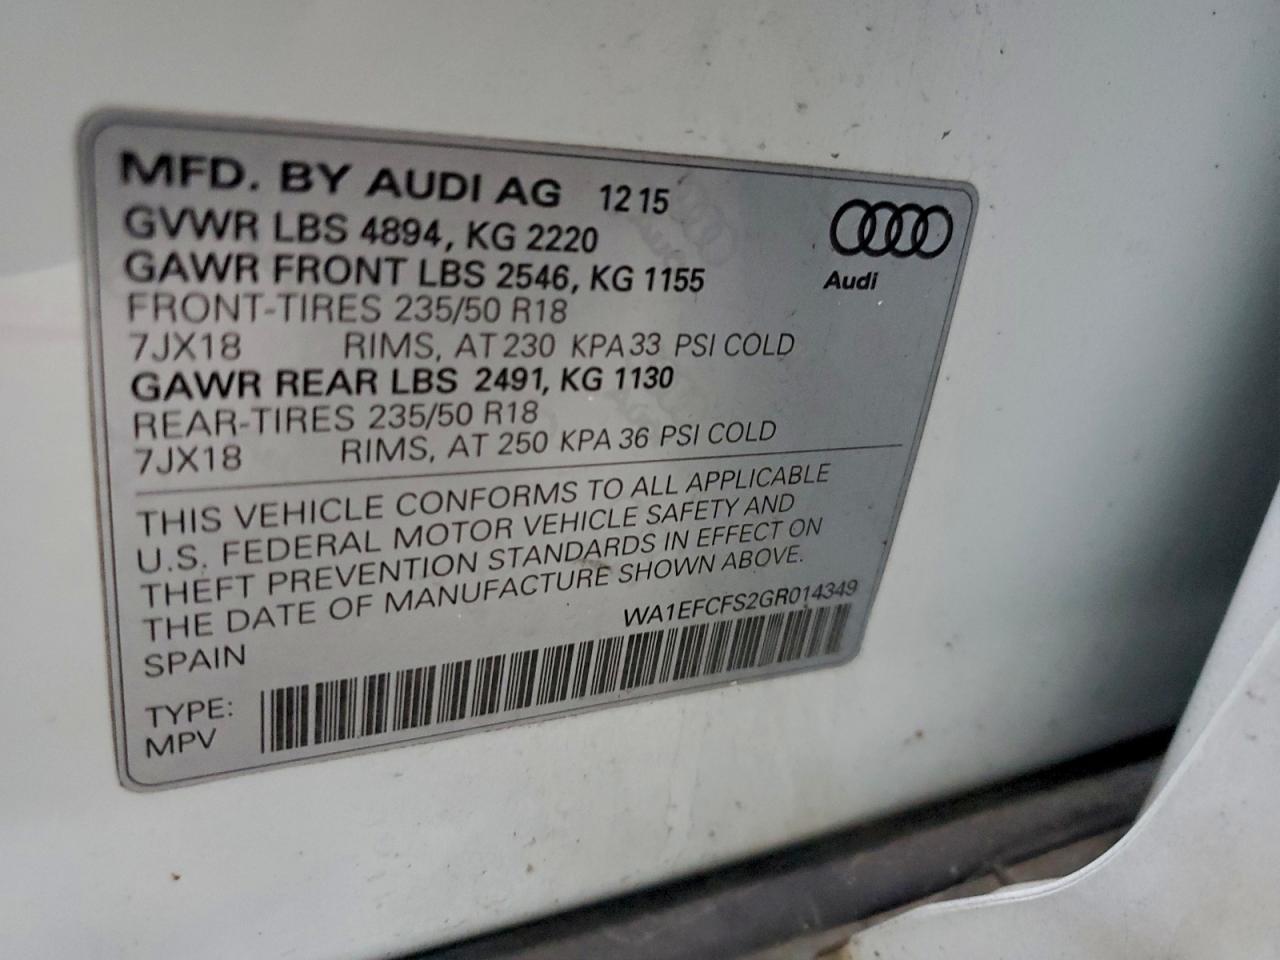 MFD. BY AUDI AG 12 15
GVWR LBS 4894, KG 2220
GAWR FRONT LBS 2546, KG 1155
FRONT-TIRES 235/50 R18
7JX18 RIMS, AT 230 KPA 33 PSI COLD
GAWR REAR LBS 2491, KG 1130
REAR-TIRES 235/50 R18
7JX18 RIMS, AT 250 KPA 36 PSI COLD
Audi
THIS VEHICLE CONFORMS TO ALL APPLICABLE
U.S. FEDERAL MOTOR VEHICLE SAFETY AND
THEFT PREVENTION STANDARDS IN EFFECT ON
THE DATE OF MANUFACTURE SHOWN ABOVE.
SPAIN WA1EFCFS2GR014349
TYPE:
MPV